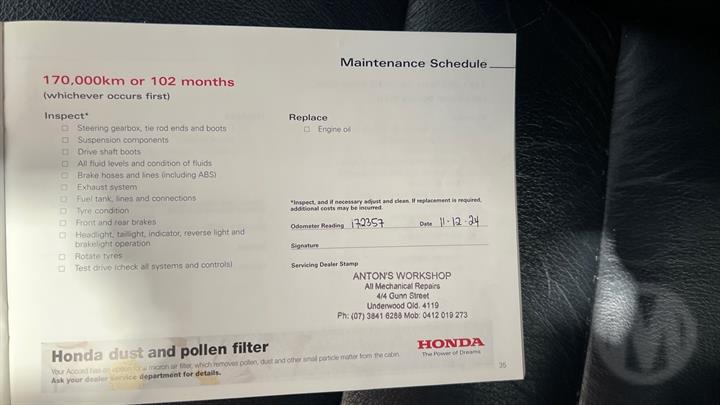 Maintenance Schedule
170,000km or 102 months
(whichever occurs first)
Inspect*
Steering gearbox, tie rod ends and boots
Suspension components
Drive shaft boots
All fluid levels and condition of fluids
Brake hoses and lines (including ABS)
Exhaust system
Fuel tank, lines and connections
Tyre condition
Front and rear brakes
Headlight, taillight, indicator, reverse light and
brakelight operation
Rotate tyres
Test drive (check all systems and controls)
Replace
Engine oil
*Inspect, and if necessary adjust and clean. If replacement is required,
additional costs may be incurred.
Odometer Reading 172357 Date 11-12-24
Signature
Servicing Dealer Stamp
ANTON'S WORKSHOP
All Mechanical Repairs
4/4 Gunn Street
Underwood Qld. 4119
Ph: (07) 3841 6288 Mob: 0412 019 273
Honda dust and pollen filter
Your Accord has an option for a micron air filter, which removes pollen, dust and other small particle matter from the cabin.
Ask your dealer service department for details.
HONDA
The Power of Dreams
35